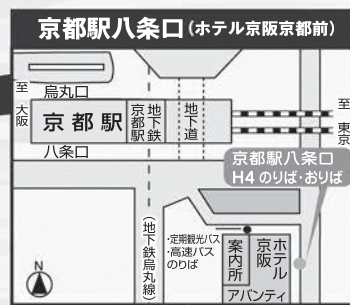 京都駅八条口(ホテル京阪京都前)
至 大阪
烏丸口
京都駅
地下鉄
京都駅
地下道
至 東京
八条口
京都駅八条口
H4 のりば・おりば
(地下鉄烏丸線)
・定期観光バス
・高速バス
のりば
案内所
ホテル
京阪
アバンティ
N